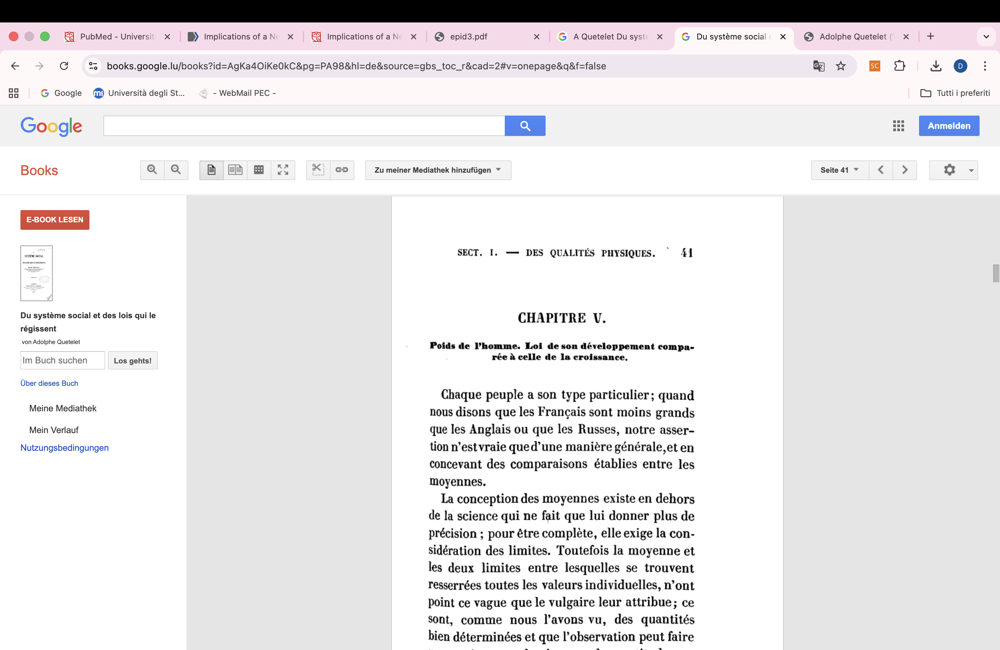 PubMed - Universit
Implications of a Ne
Implications of a Ne
epid3.pdf
A Quetelet Du syste
Du système social e
Adolphe Quetelet (1
books.google.lu/books?id=AgKa4OiKe0kC&pg=PA98&hl=de&source=gbs_toc_r&cad=2#v=onepage&q&f=false
SC
D
Google
Università degli St...
- WebMail PEC -
Tutti i preferiti
Google
Anmelden
Books
Zu meiner Mediathek hinzufügen
Seite 41
E-BOOK LESEN
SYSTÈME SOCIAL
Du système social et des lois qui le
régissent
von Adolphe Quetelet
Im Buch suchen
Los gehts!
Über dieses Buch
Meine Mediathek
Mein Verlauf
Nutzungsbedingungen
SECT. I. — DES QUALITÉS PHYSIQUES. 41
CHAPITRE V.
Poids de l'homme. Loi de son développement compa-
rée à celle de la croissance.
Chaque peuple a son type particulier; quand
nous disons que les Français sont moins grands
que les Anglais ou que les Russes, notre asser-
tion n'est vraie que d'une manière générale, et en
concevant des comparaisons établies entre les
moyennes.
La conception des moyennes existe en dehors
de la science qui ne fait que lui donner plus de
précision; pour être complète, elle exige la con-
sidération des limites. Toutefois la moyenne et
les deux limites entre lesquelles se trouvent
resserrées toutes les valeurs individuelles, n'ont
point ce vague que le vulgaire leur attribue; ce
sont, comme nous l'avons vu, des quantités
bien déterminées et que l'observation peut faire